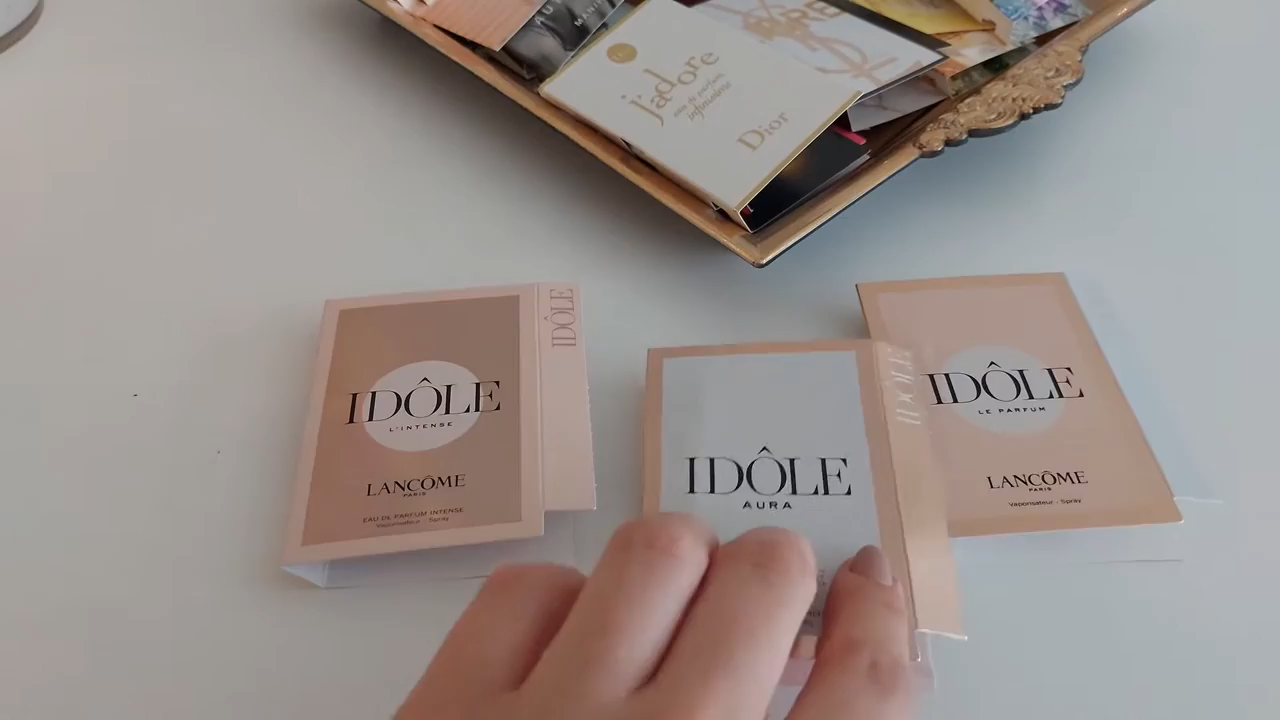 j'adore
eau de parfum
infinissime
Dior
IDÔLE
IDÔLE
L'INTENSE
LANCÔME
PARIS
EAU DE PARFUM INTENSE
Vaporisateur - Spray
IDÔLE
AURA
IDÔLE
IDÔLE
LE PARFUM
LANCÔME
PARIS
Vaporisateur - Spray